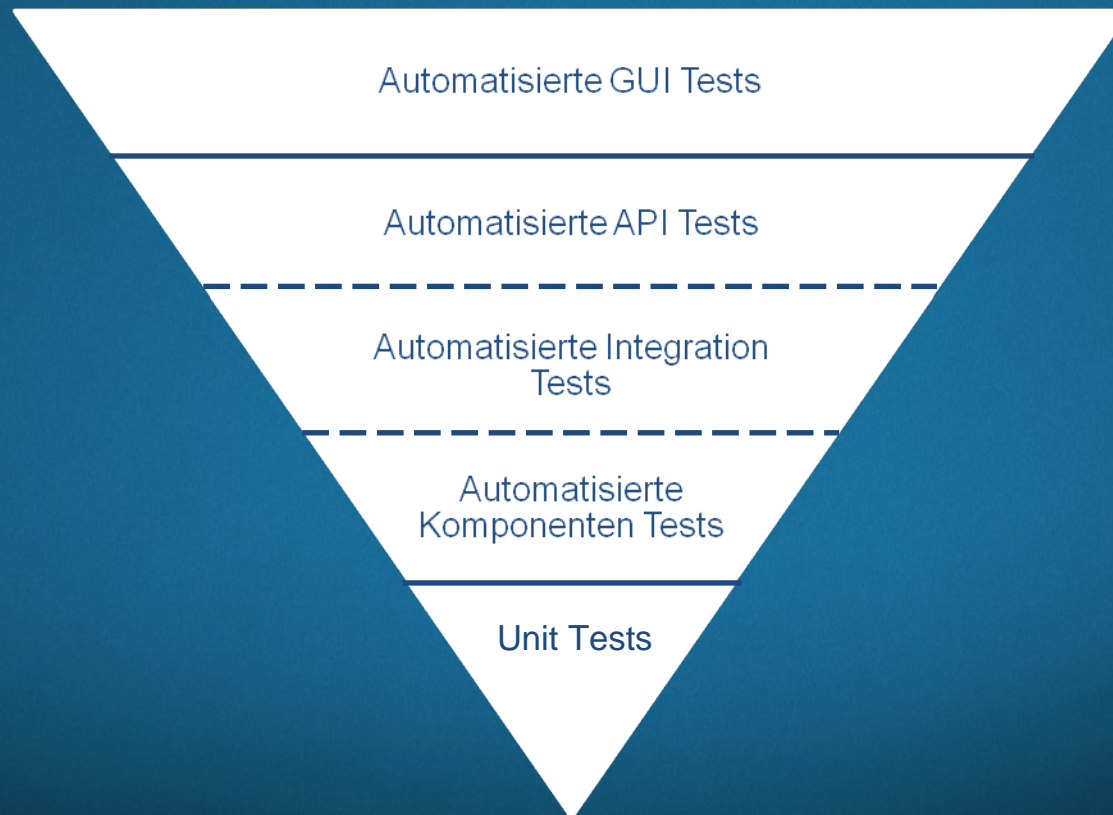 Automatisierte GUI Tests
Automatisierte API Tests
Automatisierte Integration
Tests
Automatisierte
Komponenten Tests
Unit Tests